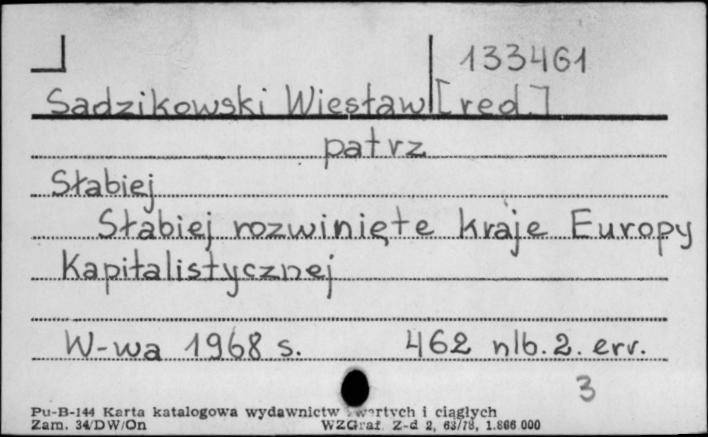 133461
Sadzikowski Wiesław [red.]
patrz
Słabiej
Słabiej rozwinięte kraje Europy
Kapitalistycznej
W-wa 1968 s. 462 nlb. 2. err.
3
Pu-B-144 Karta katalogowa wydawnictw zwartych i ciągłych
Zam. 34/DW/On WZGraf. Z-d 2, 63/78, 1.866 000